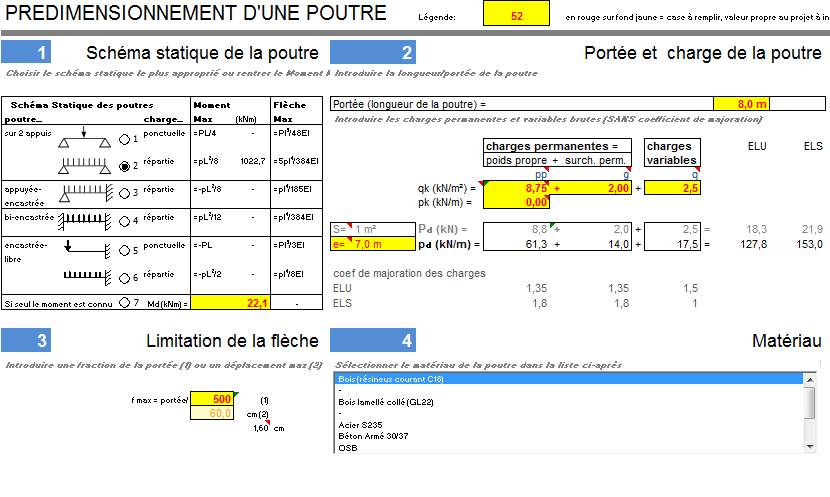 PREDIMENSIONNEMENT D'UNE POUTRE
Légende: 52 en rouge sur fond jaune = case à remplir, valeur propre au projet à in
1 Schéma statique de la poutre
Choisir le schéma statique le plus approprié ou rentrer le Moment M
Schéma Statique des poutres Moment Flèche
poutre... charge... Max (kNm) Max
sur 2 appuis 1 ponctuelle =PL/4 - =Pl³/48EI
2 répartie =pL²/8 1022,7 =5pl⁴/384EI
appuyée-encastrée 3 répartie =-pL²/8 - =pl⁴/185EI
bi-encastrée 4 répartie =pL²/12 - =pl⁴/384EI
encastrée-libre 5 ponctuelle =-PL - =Pl³/3EI
6 répartie =-pL²/2 - =pl⁴/8EI
Si seul le moment est connu 7 Md(kNm) = 22,1 -
2 Portée et charge de la poutre
Introduire la longueur/portée de la poutre
Portée (longueur de la poutre) = 8,0 m
Introduire les charges permanentes et variables brutes (SANS coefficient de majoration)
charges permanentes = charges ELU ELS
poids propre + surch. perm. variables
pp g q
qk (kN/m²) = 8,75 + 2,00 + 2,5
pk (kN/m) = 0,00
S= 1 m² Pd (kN) = 8,8 + 2,0 + 2,5 = 18,3 21,9
e= 7,0 m pd (kN/m) = 61,3 + 14,0 + 17,5 = 127,8 153,0
coef de majoration des charges
ELU 1,35 1,35 1,5
ELS 1,8 1,8 1
3 Limitation de la flèche
Introduire une fraction de la portée (1) ou un déplacement max (2)
f max = portée/ 500 (1)
60,0 cm (2)
1,60 cm
4 Matériau
Sélectionner le matériau de la poutre dans la liste ci-après 1
Bois (résineux courant C18)
-
Bois lamellé collé (GL22)
-
Acier S235
Béton Armé 30/37
OSB